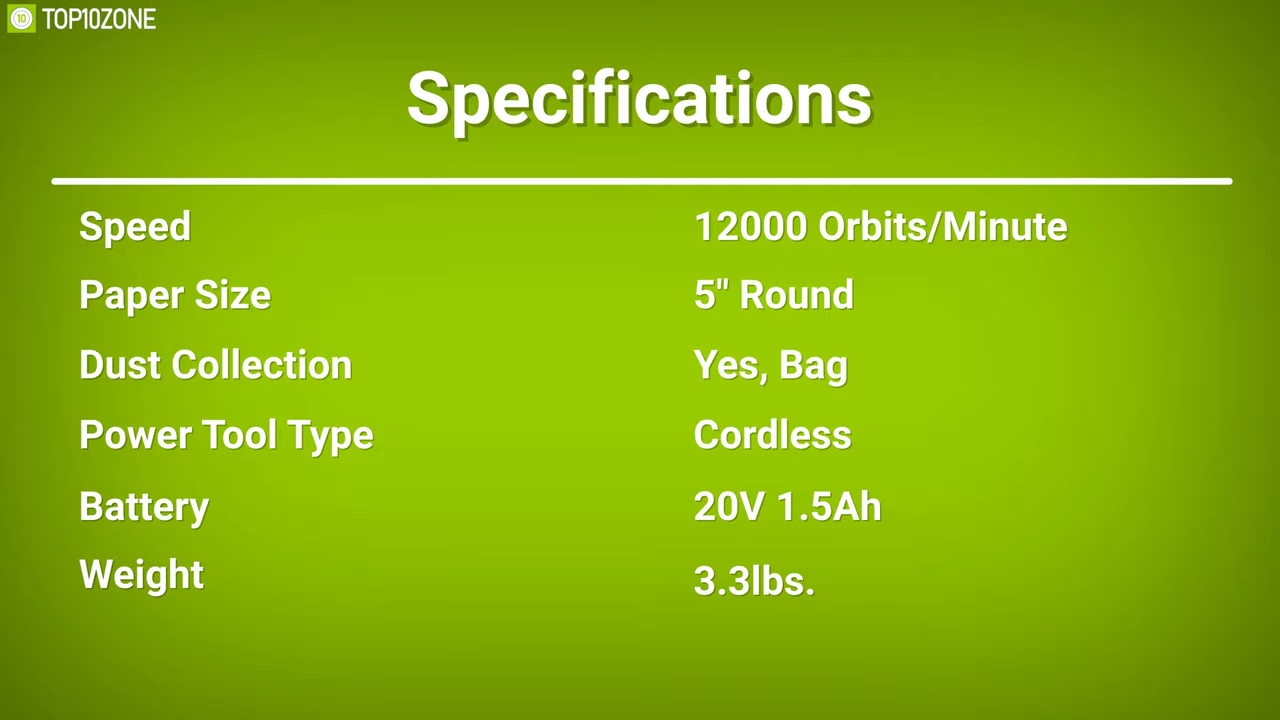 10 TOP10ZONE
Specifications
Speed 12000 Orbits/Minute
Paper Size 5" Round
Dust Collection Yes, Bag
Power Tool Type Cordless
Battery 20V 1.5Ah
Weight 3.3lbs.